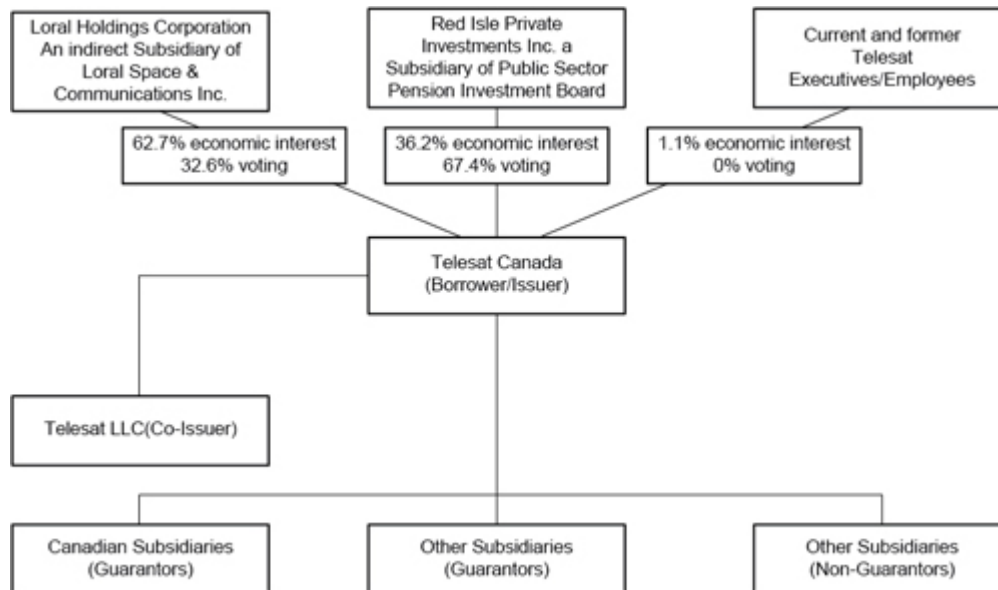 Loral Holdings Corporation
An indirect Subsidiary of
Loral Space &
Communications Inc.
Red Isle Private
Investments Inc. a
Subsidiary of Public Sector
Pension Investment Board
Current and former
Telesat
Executives/Employees
62.7% economic interest
32.6% voting
36.2% economic interest
67.4% voting
1.1% economic interest
0% voting
Telesat Canada
(Borrower/Issuer)
Telesat LLC(Co-Issuer)
Canadian Subsidiaries
(Guarantors)
Other Subsidiaries
(Guarantors)
Other Subsidiaries
(Non-Guarantors)